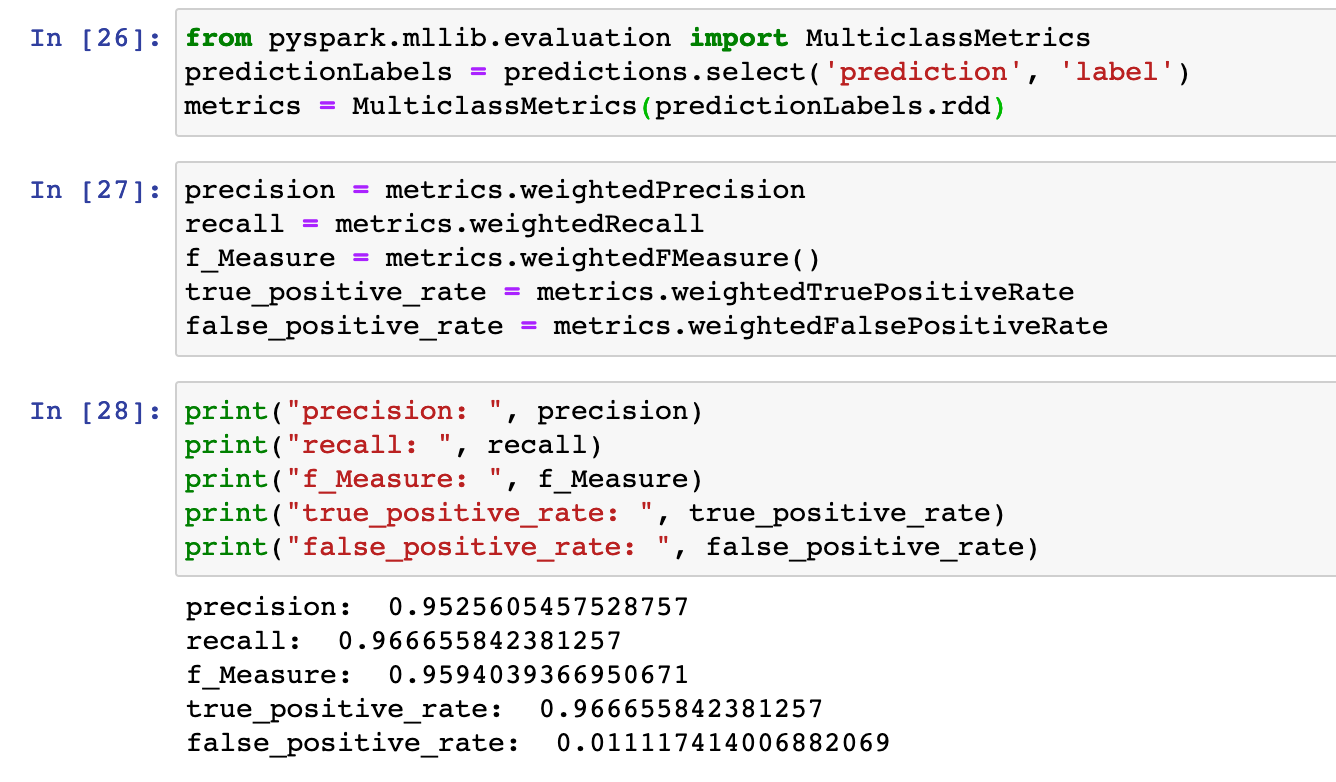 In [26]: from pyspark.mllib.evaluation import MulticlassMetrics
predictionLabels = predictions.select('prediction', 'label')
metrics = MulticlassMetrics(predictionLabels.rdd)
In [27]: precision = metrics.weightedPrecision
recall = metrics.weightedRecall
f_Measure = metrics.weightedFMeasure()
true_positive_rate = metrics.weightedTruePositiveRate
false_positive_rate = metrics.weightedFalsePositiveRate
In [28]: print("precision: ", precision)
print("recall: ", recall)
print("f_Measure: ", f_Measure)
print("true_positive_rate: ", true_positive_rate)
print("false_positive_rate: ", false_positive_rate)
precision:  0.9525605457528757
recall:  0.966655842381257
f_Measure:  0.9594039366950671
true_positive_rate:  0.966655842381257
false_positive_rate:  0.011117414006882069